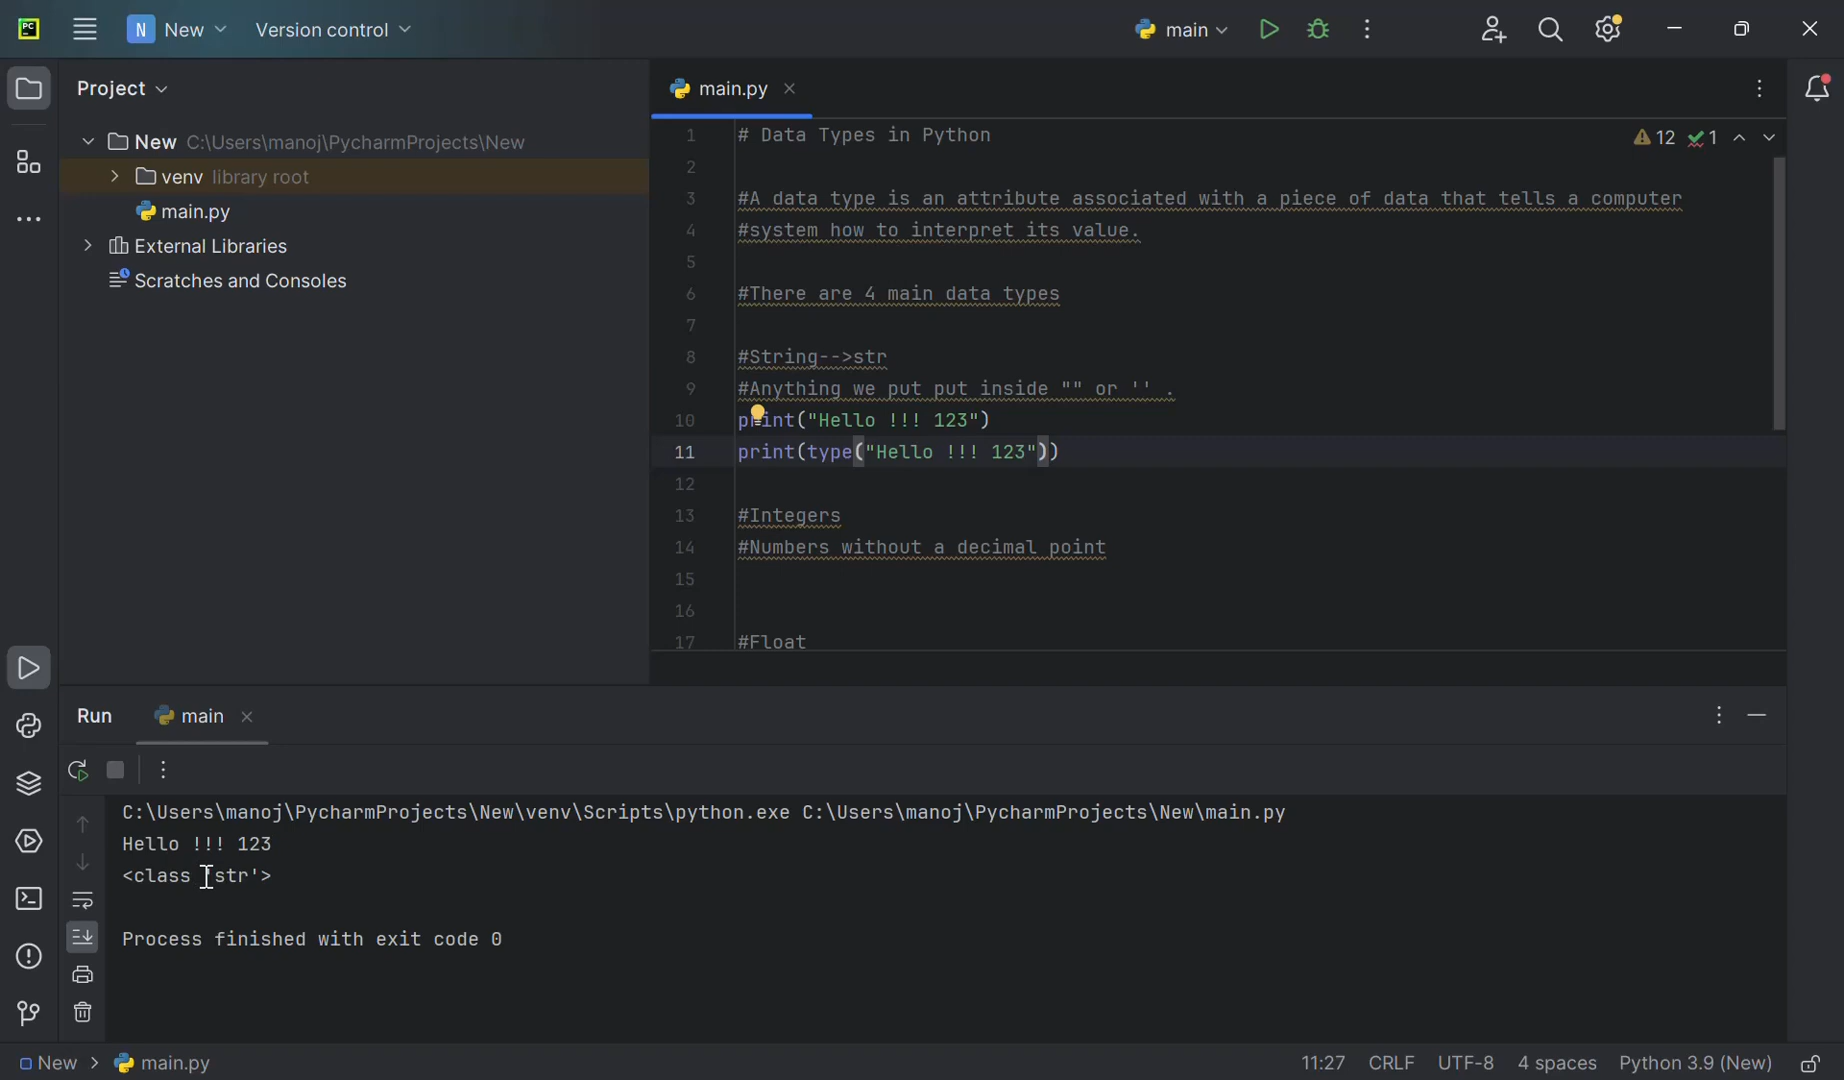 PC
N New Version control
main
Project
main.py
New C:\Users\manoj\PycharmProjects\New
venv library root
main.py
External Libraries
Scratches and Consoles
12 1
1 # Data Types in Python
2
3 #A data type is an attribute associated with a piece of data that tells a computer
4 #system how to interpret its value.
5
6 #There are 4 main data types
7
8 #String-->str
9 #Anything we put put inside "" or '' .
10 print("Hello !!! 123")
11 print(type("Hello !!! 123"))
12
13 #Integers
14 #Numbers without a decimal point
15
16
17 #Float
Run main
C:\Users\manoj\PycharmProjects\New\venv\Scripts\python.exe C:\Users\manoj\PycharmProjects\New\main.py
Hello !!! 123
<class 'str'>
Process finished with exit code 0
New > main.py
11:27 CRLF UTF-8 4 spaces Python 3.9 (New)